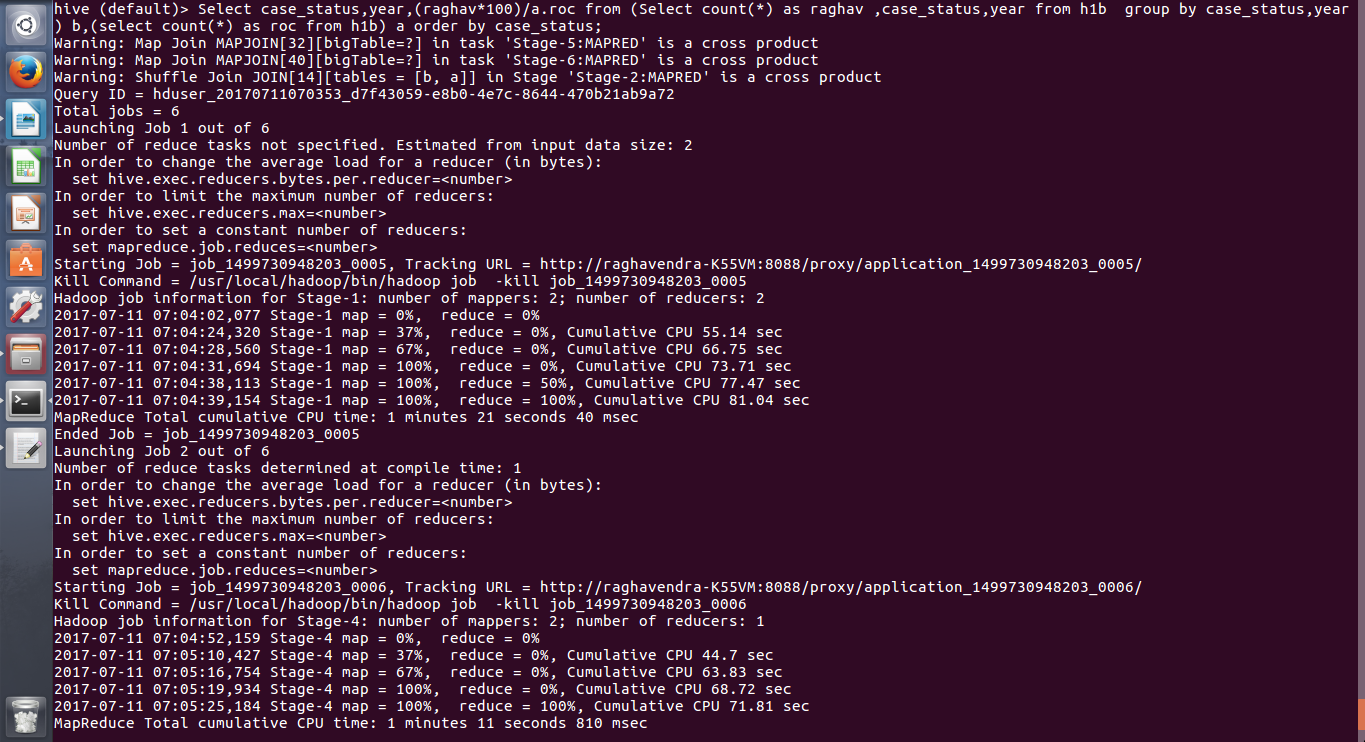 hive (default)> Select case_status,year,(raghav*100)/a.roc from (Select count(*) as raghav ,case_status,year from h1b  group by case_status,year
) b,(select count(*) as roc from h1b) a order by case_status;
Warning: Map Join MAPJOIN[32][bigTable=?] in task 'Stage-5:MAPRED' is a cross product
Warning: Map Join MAPJOIN[40][bigTable=?] in task 'Stage-6:MAPRED' is a cross product
Warning: Shuffle Join JOIN[14][tables = [b, a]] in Stage 'Stage-2:MAPRED' is a cross product
Query ID = hduser_20170711070353_d7f43059-e8b0-4e7c-8644-470b21ab9a72
Total jobs = 6
Launching Job 1 out of 6
Number of reduce tasks not specified. Estimated from input data size: 2
In order to change the average load for a reducer (in bytes):
  set hive.exec.reducers.bytes.per.reducer=<number>
In order to limit the maximum number of reducers:
  set hive.exec.reducers.max=<number>
In order to set a constant number of reducers:
  set mapreduce.job.reduces=<number>
Starting Job = job_1499730948203_0005, Tracking URL = http://raghavendra-K55VM:8088/proxy/application_1499730948203_0005/
Kill Command = /usr/local/hadoop/bin/hadoop job  -kill job_1499730948203_0005
Hadoop job information for Stage-1: number of mappers: 2; number of reducers: 2
2017-07-11 07:04:02,077 Stage-1 map = 0%,  reduce = 0%
2017-07-11 07:04:24,320 Stage-1 map = 37%,  reduce = 0%, Cumulative CPU 55.14 sec
2017-07-11 07:04:28,560 Stage-1 map = 67%,  reduce = 0%, Cumulative CPU 66.75 sec
2017-07-11 07:04:31,694 Stage-1 map = 100%,  reduce = 0%, Cumulative CPU 73.71 sec
2017-07-11 07:04:38,113 Stage-1 map = 100%,  reduce = 50%, Cumulative CPU 77.47 sec
2017-07-11 07:04:39,154 Stage-1 map = 100%,  reduce = 100%, Cumulative CPU 81.04 sec
MapReduce Total cumulative CPU time: 1 minutes 21 seconds 40 msec
Ended Job = job_1499730948203_0005
Launching Job 2 out of 6
Number of reduce tasks determined at compile time: 1
In order to change the average load for a reducer (in bytes):
  set hive.exec.reducers.bytes.per.reducer=<number>
In order to limit the maximum number of reducers:
  set hive.exec.reducers.max=<number>
In order to set a constant number of reducers:
  set mapreduce.job.reduces=<number>
Starting Job = job_1499730948203_0006, Tracking URL = http://raghavendra-K55VM:8088/proxy/application_1499730948203_0006/
Kill Command = /usr/local/hadoop/bin/hadoop job  -kill job_1499730948203_0006
Hadoop job information for Stage-4: number of mappers: 2; number of reducers: 1
2017-07-11 07:04:52,159 Stage-4 map = 0%,  reduce = 0%
2017-07-11 07:05:10,427 Stage-4 map = 37%,  reduce = 0%, Cumulative CPU 44.7 sec
2017-07-11 07:05:16,754 Stage-4 map = 67%,  reduce = 0%, Cumulative CPU 63.83 sec
2017-07-11 07:05:19,934 Stage-4 map = 100%,  reduce = 0%, Cumulative CPU 68.72 sec
2017-07-11 07:05:25,184 Stage-4 map = 100%,  reduce = 100%, Cumulative CPU 71.81 sec
MapReduce Total cumulative CPU time: 1 minutes 11 seconds 810 msec